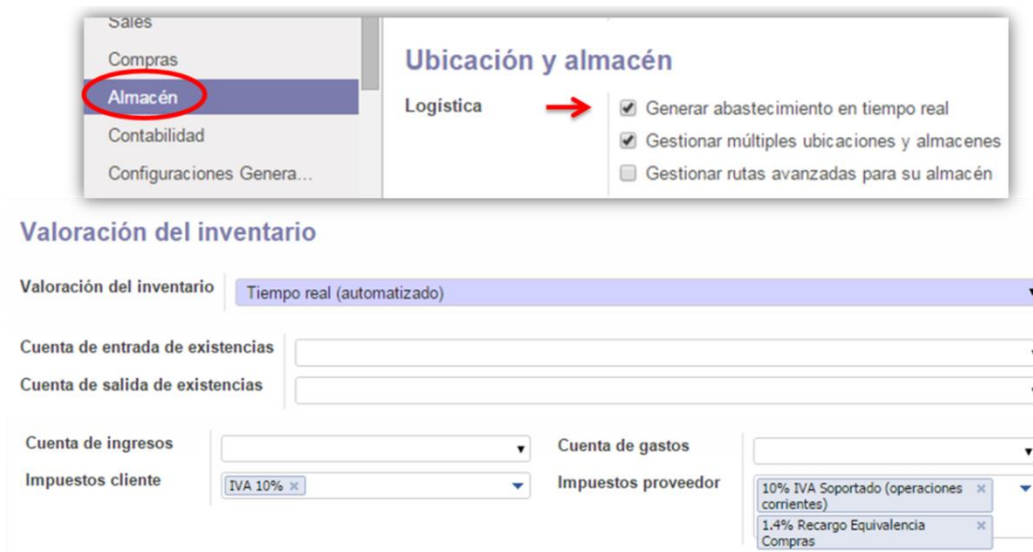 Sales
Compras
Almacén
Contabilidad
Configuraciones Genera...
Ubicación y almacén
Logística
Generar abastecimiento en tiempo real
Gestionar múltiples ubicaciones y almacenes
Gestionar rutas avanzadas para su almacén
Valoración del inventario
Valoración del inventario
Tiempo real (automatizado)
Cuenta de entrada de existencias
Cuenta de salida de existencias
Cuenta de ingresos
Cuenta de gastos
Impuestos cliente
IVA 10% ×
Impuestos proveedor
10% IVA Soportado (operaciones ×
corrientes)
1.4% Recargo Equivalencia ×
Compras